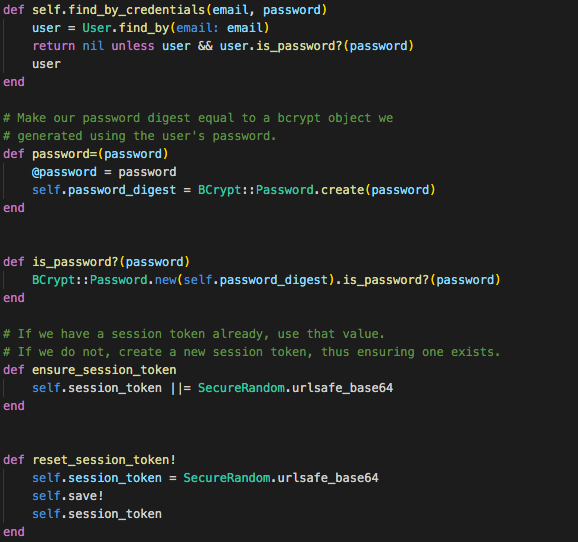 def self.find_by_credentials(email, password)
    user = User.find_by(email: email)
    return nil unless user && user.is_password?(password)
    user
end

# Make our password digest equal to a bcrypt object we
# generated using the user's password.
def password=(password)
    @password = password
    self.password_digest = BCrypt::Password.create(password)
end


def is_password?(password)
    BCrypt::Password.new(self.password_digest).is_password?(password)
end

# If we have a session token already, use that value.
# If we do not, create a new session token, thus ensuring one exists.
def ensure_session_token
    self.session_token ||= SecureRandom.urlsafe_base64
end


def reset_session_token!
    self.session_token = SecureRandom.urlsafe_base64
    self.save!
    self.session_token
end